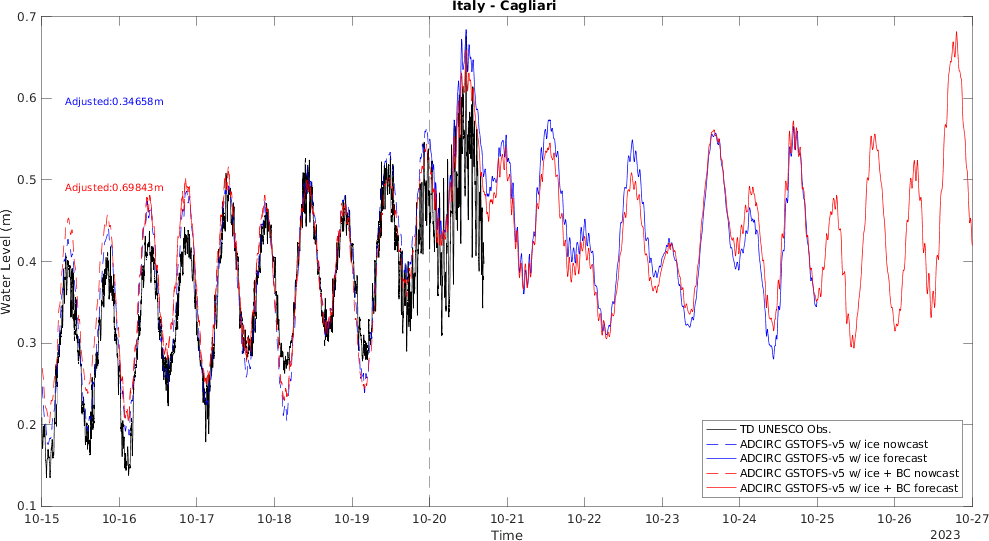 Italy - Cagliari
0.7
0.6
0.5
0.4
0.3
0.2
0.1
Water Level (m)
Adjusted:0.34658m
Adjusted:0.69843m
TD UNESCO Obs.
ADCIRC GSTOFS-v5 w/ ice nowcast
ADCIRC GSTOFS-v5 w/ ice forecast
ADCIRC GSTOFS-v5 w/ ice + BC nowcast
ADCIRC GSTOFS-v5 w/ ice + BC forecast
10-15 10-16 10-17 10-18 10-19 10-20 10-21 10-22 10-23 10-24 10-25 10-26 10-27
Time
2023